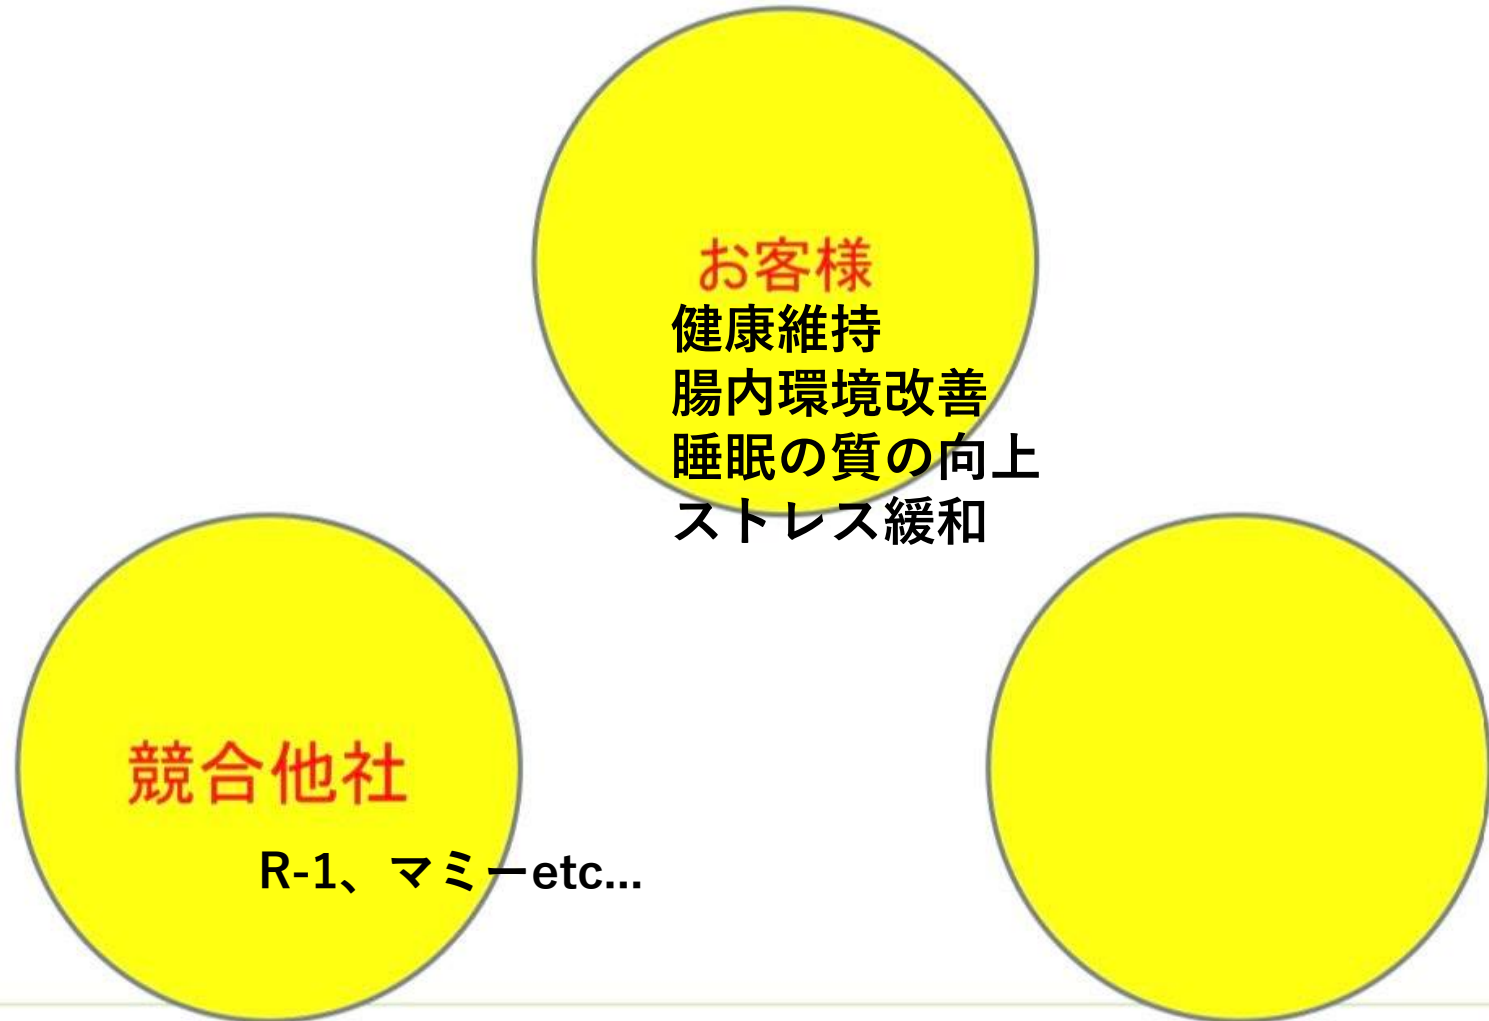 お客様
健康維持
腸内環境改善
睡眠の質の向上
ストレス緩和
競合他社
R-1、マミーetc...